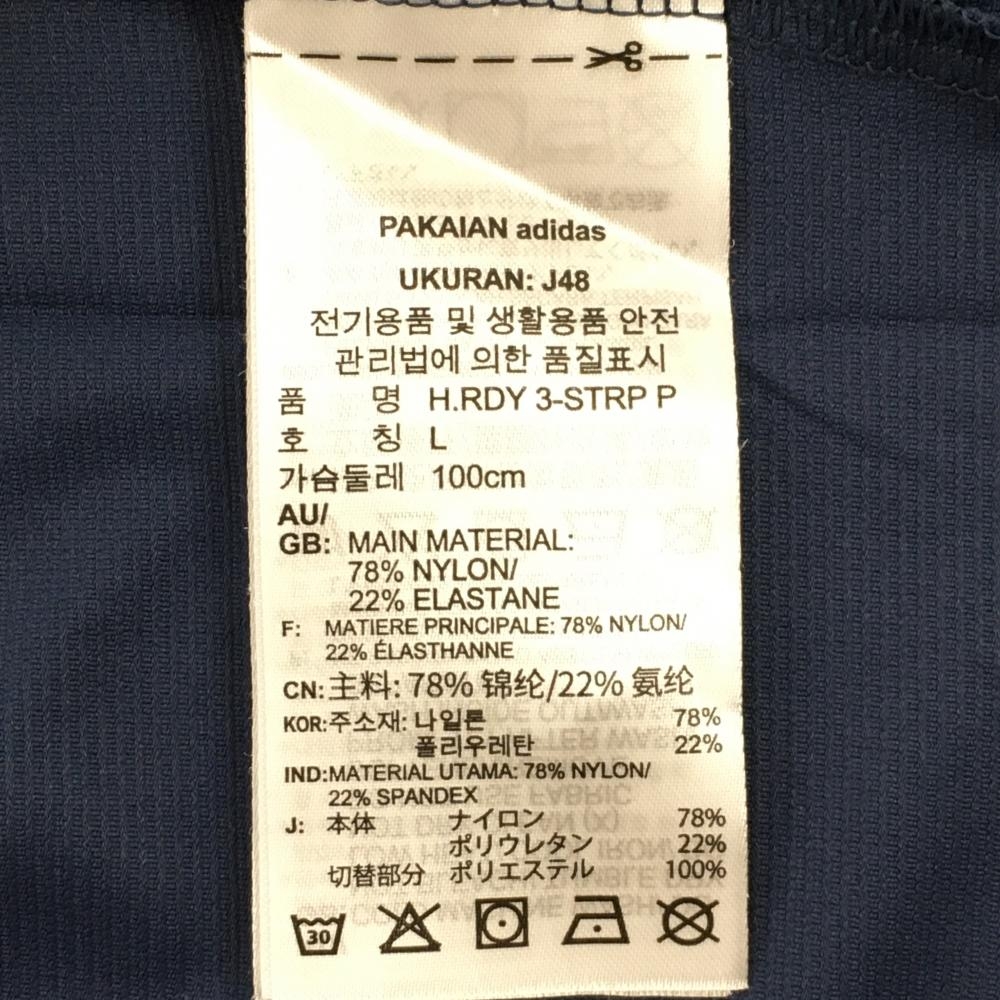 PAKAIAN adidas
UKURAN: J48
전기용품 및 생활용품 안전
관리법에 의한 품질표시
품 명 H.RDY 3-STRP P
호 칭 L
가슴둘레 100cm
AU/
GB: MAIN MATERIAL:
78% NYLON/
22% ELASTANE
F: MATIERE PRINCIPALE: 78% NYLON/
22% ÉLASTHANNE
CN: 主料: 78% 锦纶/22% 氨纶
KOR: 주소재: 나일론 78%
폴리우레탄 22%
IND: MATERIAL UTAMA: 78% NYLON/
22% SPANDEX
J: 本体 ナイロン 78%
ポリウレタン 22%
切替部分 ポリエステル 100%
30